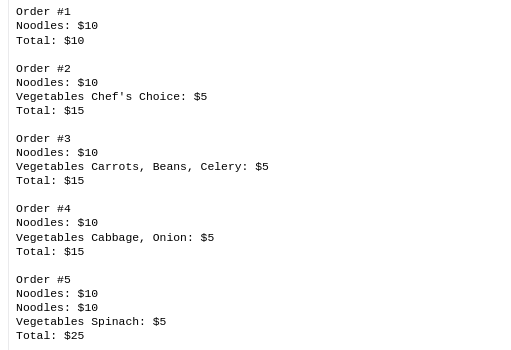 Order #1
Noodles: $10
Total: $10
Order #2
Noodles: $10
Vegetables Chef's Choice: $5
Total: $15
Order #3
Noodles: $10
Vegetables Carrots, Beans, Celery: $5
Total: $15
Order #4
Noodles: $10
Vegetables Cabbage, Onion: $5
Total: $15
Order #5
Noodles: $10
Noodles: $10
Vegetables Spinach: $5
Total: $25